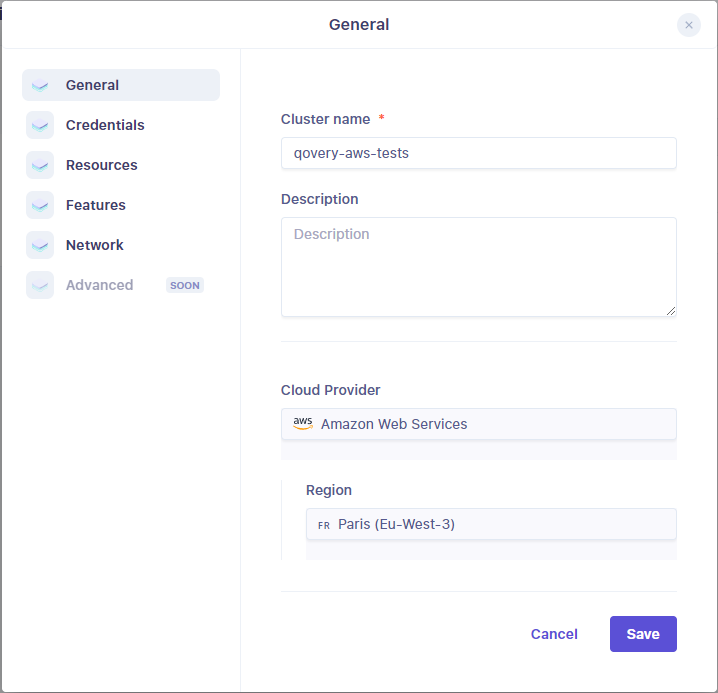 General
×
General
Credentials
Resources
Features
Network
Advanced SOON
Cluster name *
qovery-aws-tests
Description
Description
Cloud Provider
aws Amazon Web Services
Region
FR Paris (Eu-West-3)
Cancel Save